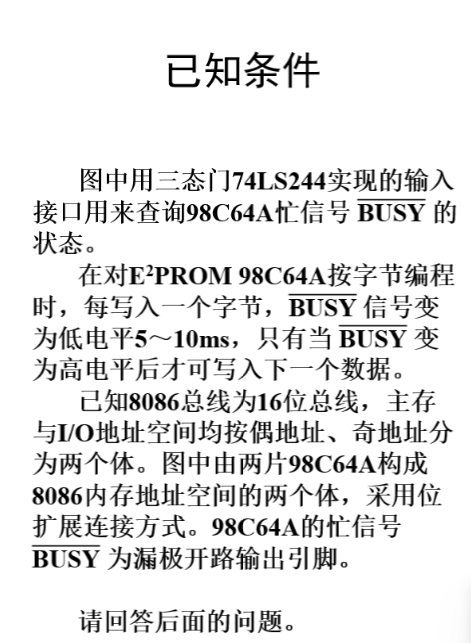 已知条件
图中用三态门74LS244实现的输入
接口用来查询98C64A忙信号 B̅U̅S̅Y̅ 的
状态。
在对E²PROM 98C64A按字节编程
时，每写入一个字节，B̅U̅S̅Y̅ 信号变
为低电平5～10ms，只有当 B̅U̅S̅Y̅ 变
为高电平后才可写入下一个数据。
已知8086总线为16位总线，主存
与I/O地址空间均按偶地址、奇地址分
为两个体。图中由两片98C64A构成
8086内存地址空间的两个体，采用位
扩展连接方式。98C64A的忙信号
B̅U̅S̅Y̅ 为漏极开路输出引脚。
请回答后面的问题。